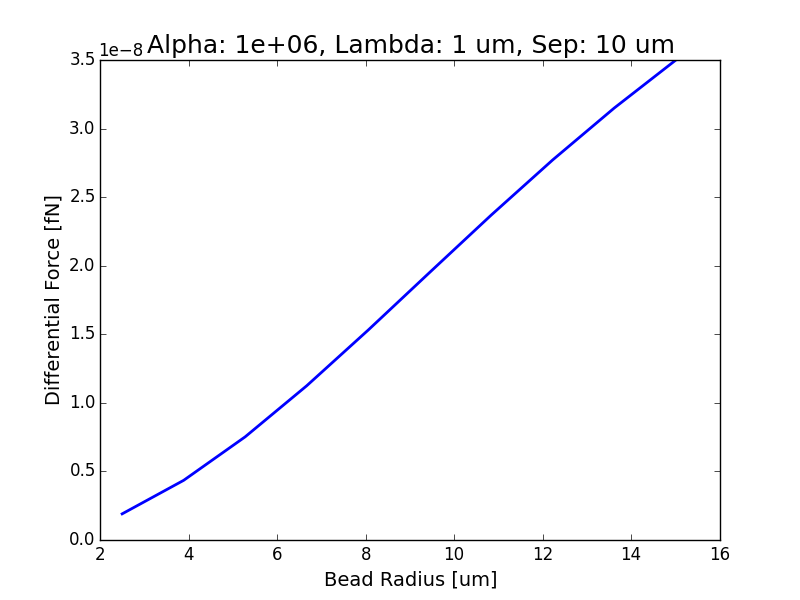 Alpha: 1e+06, Lambda: 1 um, Sep: 10 um
1e−8
3.5
3.0
2.5
2.0
1.5
1.0
0.5
0.0
Differential Force [fN]
2 4 6 8 10 12 14 16
Bead Radius [um]